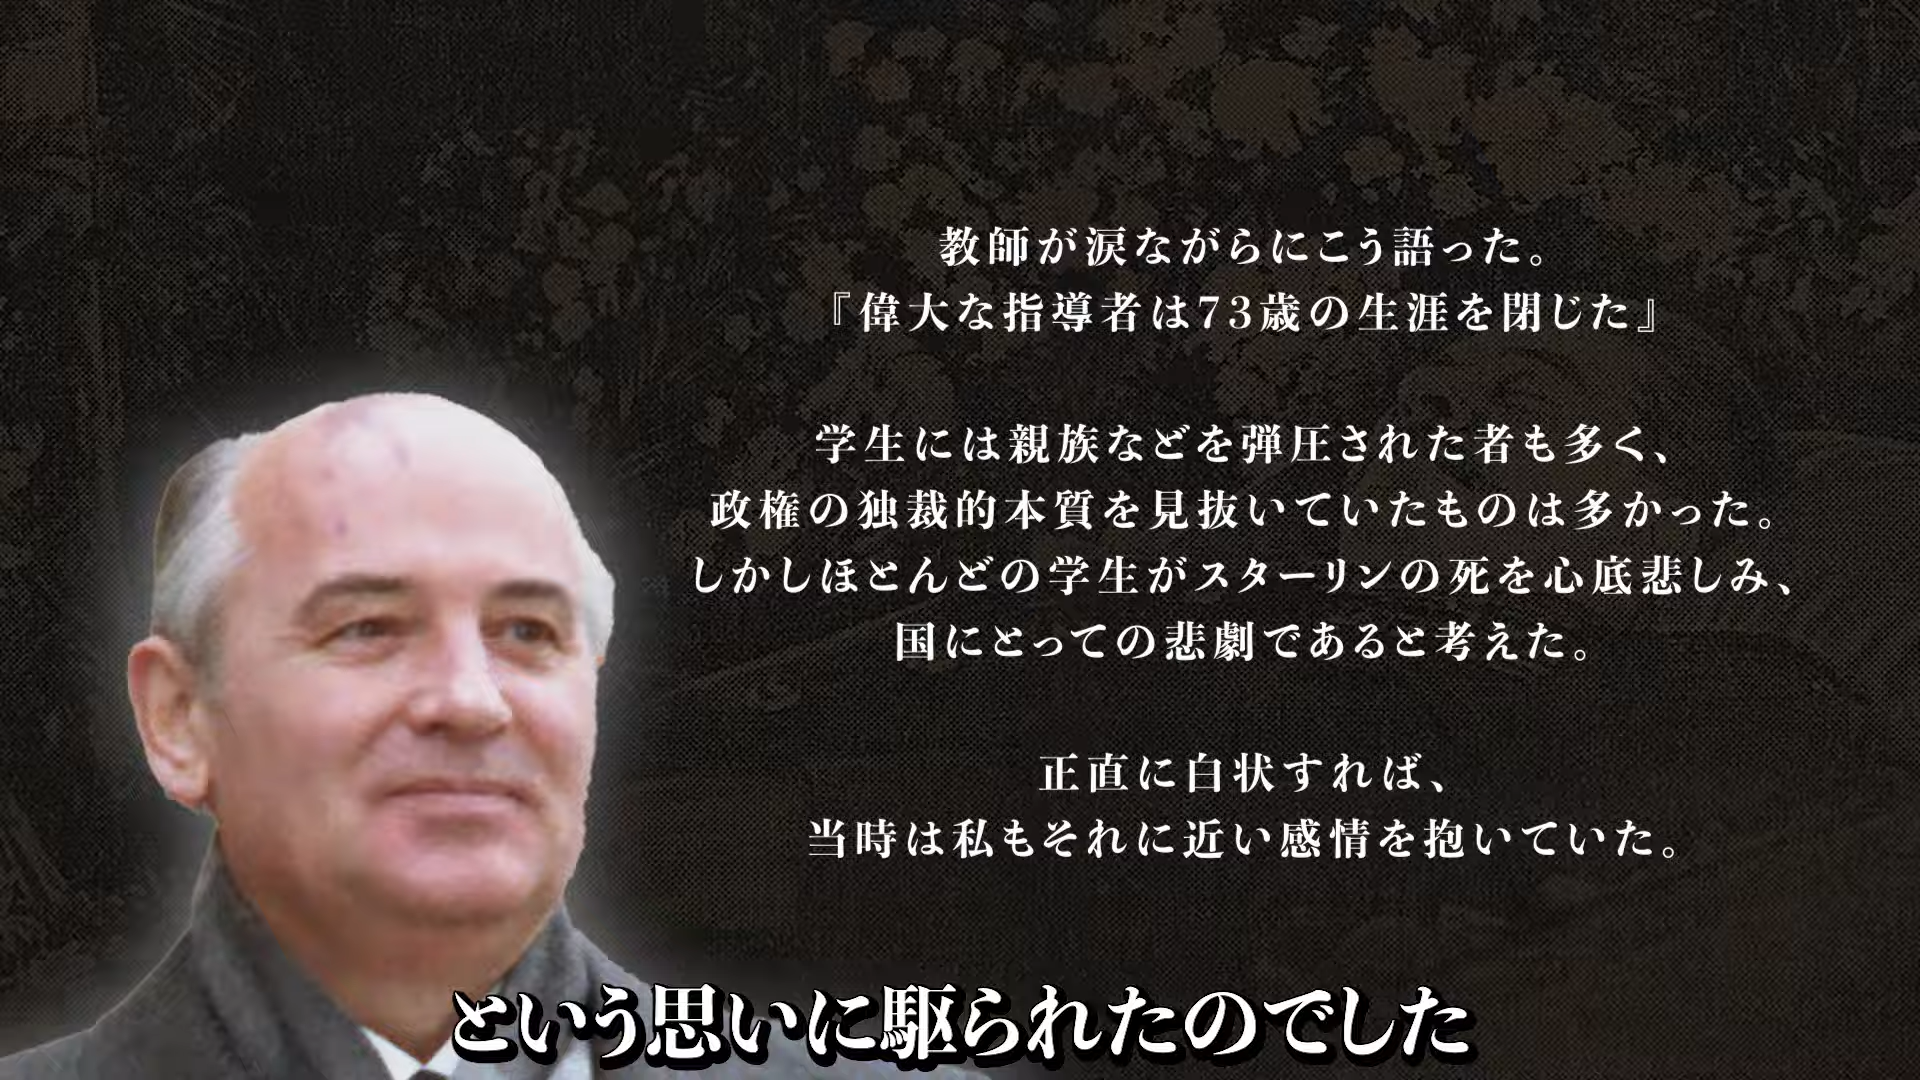 教師が涙ながらにこう語った。
『偉大な指導者は73歳の生涯を閉じた』
学生には親族などを弾圧された者も多く、
政権の独裁的本質を見抜いていたものは多かった。
しかしほとんどの学生がスターリンの死を心底悲しみ、
国にとっての悲劇であると考えた。
正直に白状すれば、
当時は私もそれに近い感情を抱いていた。
という思いに駆られたのでした